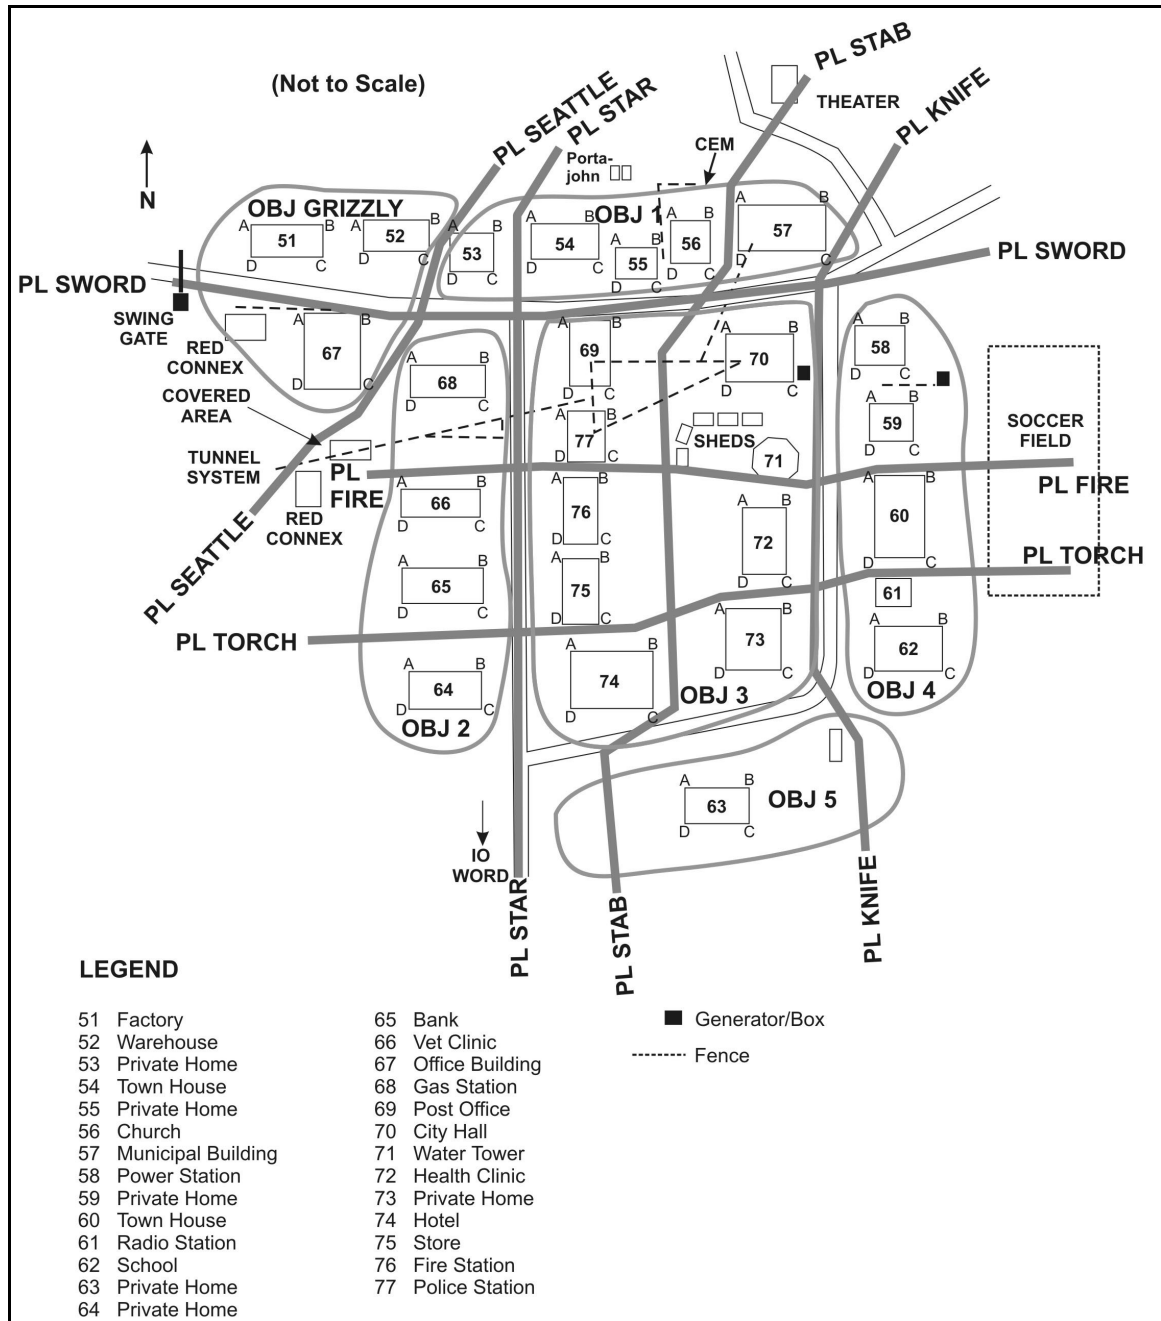 (Not to Scale)
N
PL SEATTLE
PL STAR
PL STAB
PL KNIFE
THEATER
CEM
Porta-
john
OBJ GRIZZLY
OBJ 1
A B
51
D C
A B
52
D C
A B
53
D C
A B
54
D C
A B
55
D C
A B
56
D C
A B
57
D C
PL SWORD
PL SWORD
SWING
GATE
RED
CONNEX
A B
67
D C
COVERED
AREA
TUNNEL
SYSTEM
RED
CONNEX
PL SEATTLE
PL
FIRE
PL TORCH
A B
68
D C
A B
66
D C
A B
65
D C
A B
64
D C
OBJ 2
A B
69
D C
A B
77
D C
A B
76
D C
A B
75
D C
A B
74
D C
A B
70
D C
SHEDS
71
A B
72
D C
A B
73
D C
OBJ 3
A B
58
D C
A B
59
D C
A B
60
D C
61
A B
62
D C
OBJ 4
SOCCER
FIELD
PL FIRE
PL TORCH
A B
63
D C
OBJ 5
IO
WORD
PL STAR
PL STAB
PL KNIFE
LEGEND
51 Factory
52 Warehouse
53 Private Home
54 Town House
55 Private Home
56 Church
57 Municipal Building
58 Power Station
59 Private Home
60 Town House
61 Radio Station
62 School
63 Private Home
64 Private Home
65 Bank
66 Vet Clinic
67 Office Building
68 Gas Station
69 Post Office
70 City Hall
71 Water Tower
72 Health Clinic
73 Private Home
74 Hotel
75 Store
76 Fire Station
77 Police Station
Generator/Box
Fence